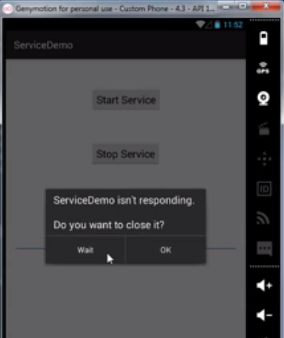 Genymotion for personal use - Custom Phone - 4.3 - API 1...
11:52
ServiceDemo
GPS
Start Service
Stop Service
ID
ServiceDemo isn't responding.
Do you want to close it?
Wait
OK